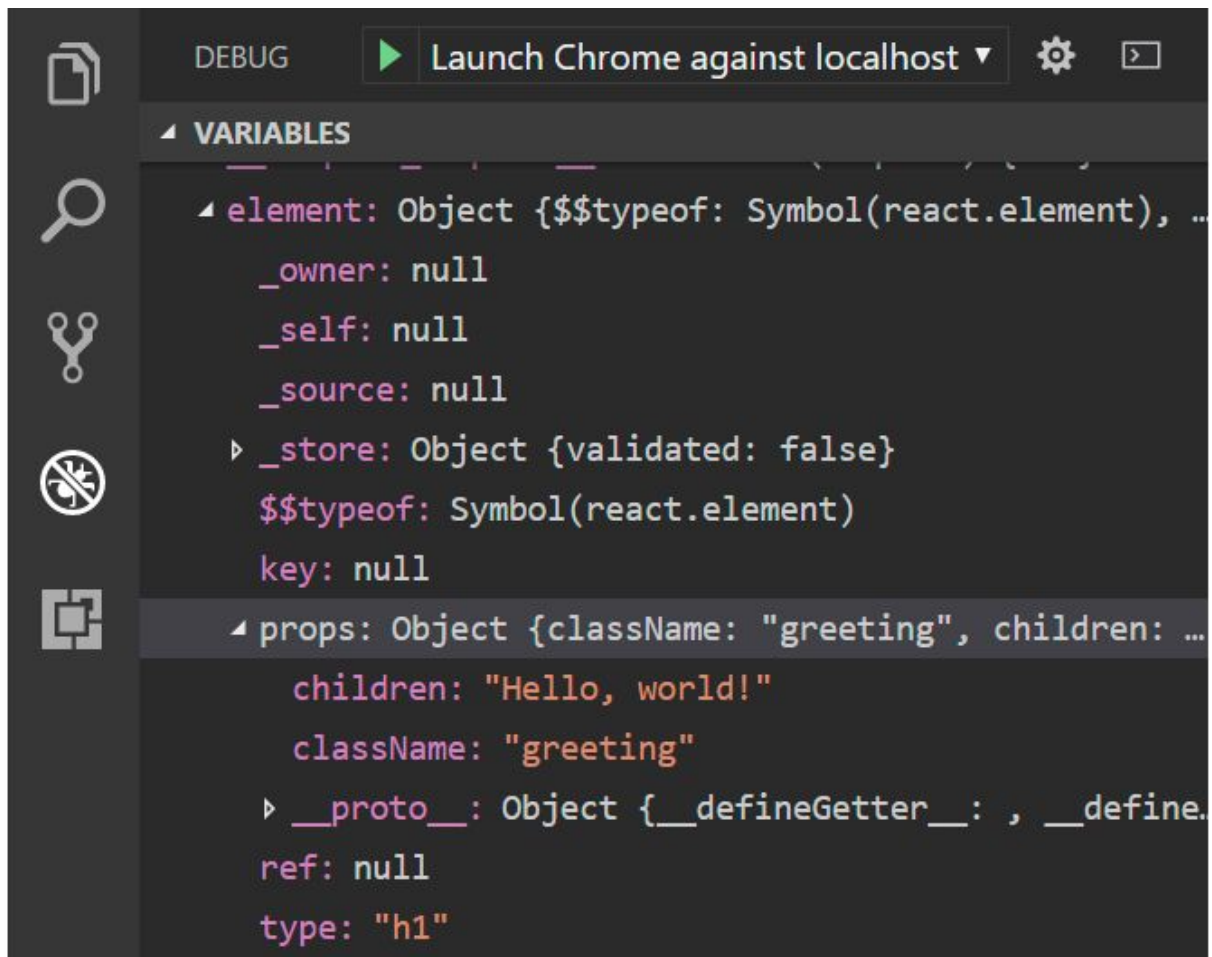 DEBUG Launch Chrome against localhost
VARIABLES
element: Object {$$typeof: Symbol(react.element), …
_owner: null
_self: null
_source: null
_store: Object {validated: false}
$$typeof: Symbol(react.element)
key: null
props: Object {className: "greeting", children: …
children: "Hello, world!"
className: "greeting"
__proto__: Object {__defineGetter__: , __define…
ref: null
type: "h1"